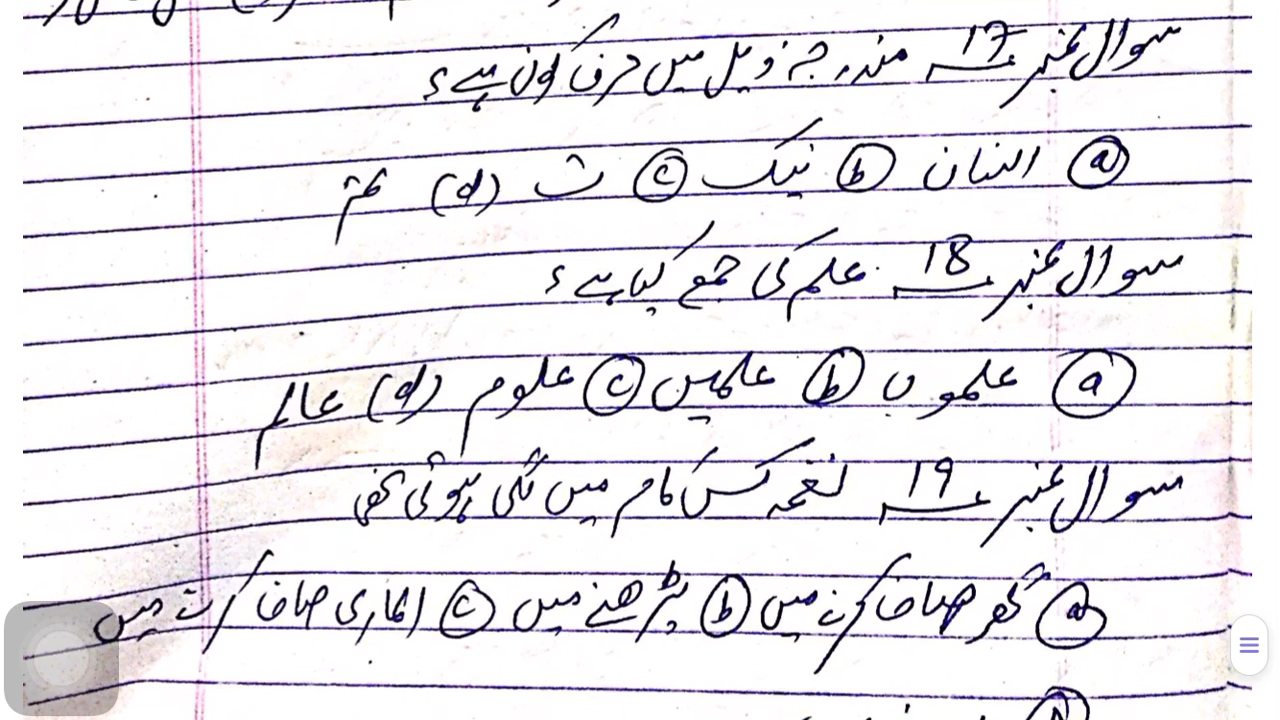 سوال نمبر 17 مندرجہ ذیل میں حرف کون ہے؟
(a) انسان (b) نیک (c) ث (d) تم
سوال نمبر 18 علم کی جمع کیا ہے؟
(a) علموں (b) علمیں (c) علوم (d) عالم
سوال نمبر 19 نغمہ کس کام میں لگی ہوئی تھی
(a) گھر صاف کرنے میں (b) پڑھنے میں (c) الماری صاف کرنے میں